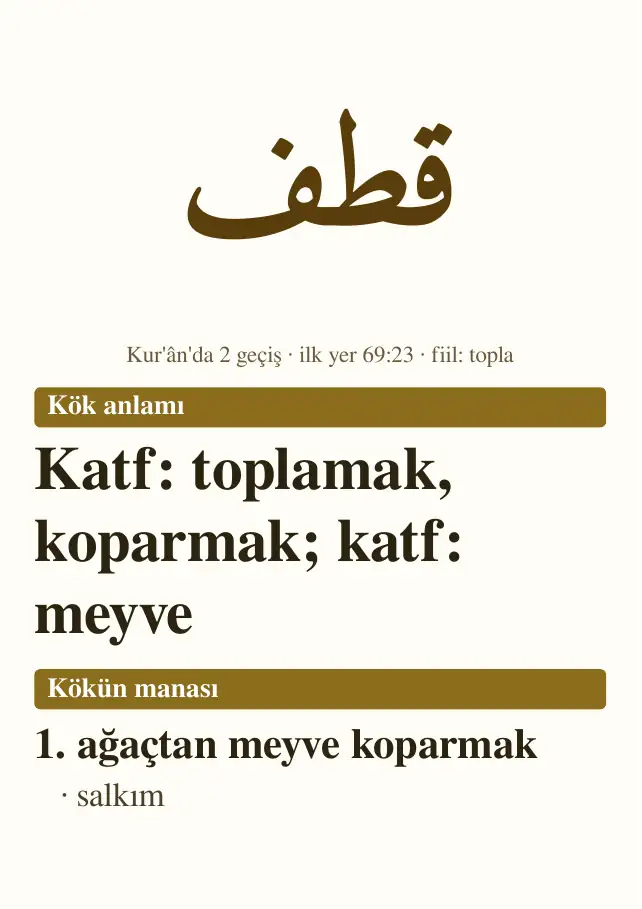 قطف
Kur'ân'da 2 geçiş · ilk yer 69:23 · fiil: topla
Kök anlamı
Katf: toplamak,
koparmak; katf:
meyve
Kökün manası
1. ağaçtan meyve koparmak
· salkım